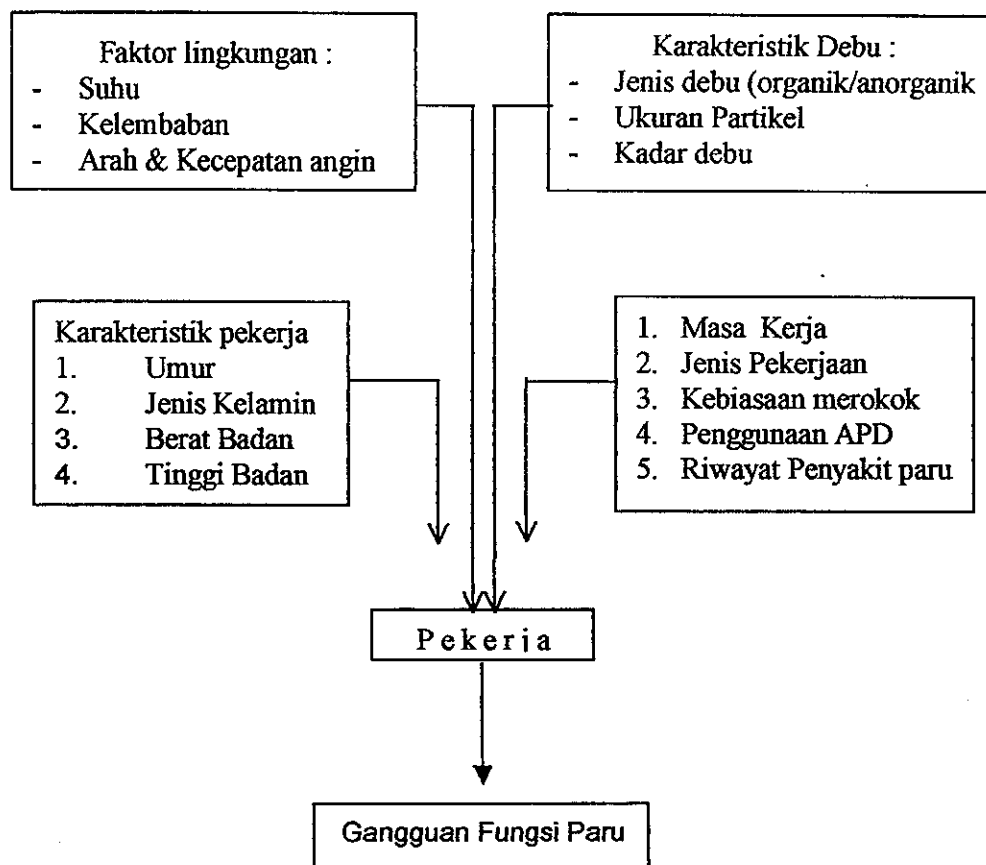 Faktor lingkungan :
- Suhu
- Kelembaban
- Arah & Kecepatan angin
Karakteristik Debu :
- Jenis debu (organik/anorganik
- Ukuran Partikel
- Kadar debu
Karakteristik pekerja
1. Umur
2. Jenis Kelamin
3. Berat Badan
4. Tinggi Badan
1. Masa Kerja
2. Jenis Pekerjaan
3. Kebiasaan merokok
4. Penggunaan APD
5. Riwayat Penyakit paru
Pekerja
Gangguan Fungsi Paru